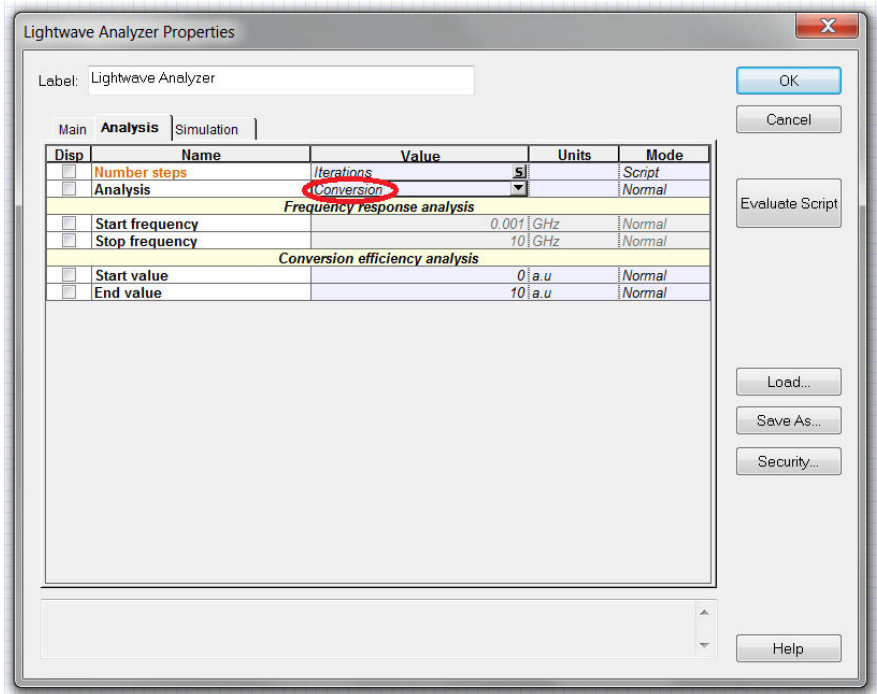 Lightwave Analyzer Properties
Label: Lightwave Analyzer
OK
Cancel
Main Analysis Simulation
Disp Name Value Units Mode
Number steps Iterations S Script
Analysis Conversion Normal
Evaluate Script
Frequency response analysis
Start frequency 0.001 GHz Normal
Stop frequency 10 GHz Normal
Conversion efficiency analysis
Start value 0 a.u Normal
End value 10 a.u Normal
Load...
Save As...
Security...
Help